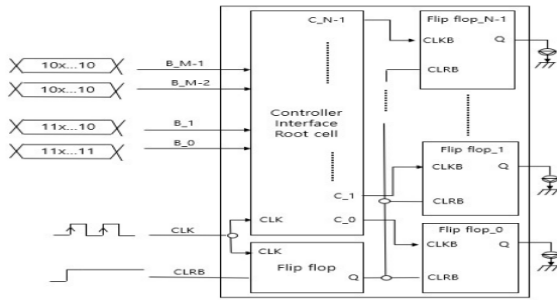 C_N-1
Flip flop_N-1
Q
CLKB
CLRB
10x...10
B_M-1
10x...10
B_M-2
11x...10
B_1
11x...11
B_0
Controller
Interface
Root cell
Flip flop_1
Q
CLKB
CLRB
C_1
C_0
CLK
CLK
CLK
Flip flop_0
Q
CLKB
CLRB
CLRB
Flip flop
Q